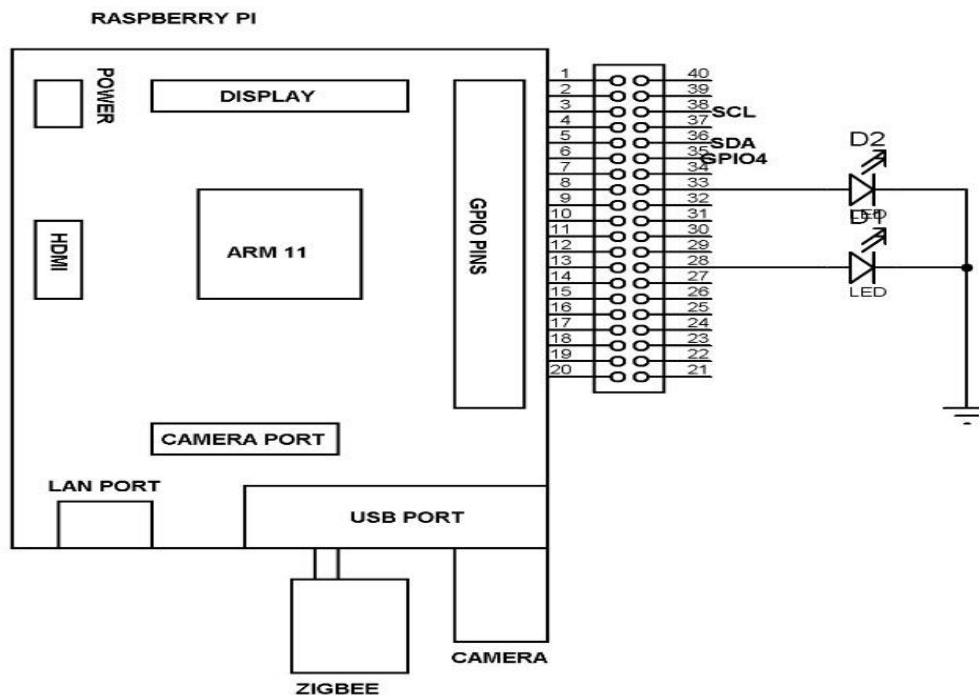 RASPBERRY PI
POWER
DISPLAY
HDMI
ARM 11
GPIO PINS
CAMERA PORT
LAN PORT
USB PORT
ZIGBEE
CAMERA
1
2
3
4
5
6
7
8
9
10
11
12
13
14
15
16
17
18
19
20
40
39
38
37
36
35
34
33
32
31
30
29
28
27
26
25
24
23
22
21
SCL
SDA
GPIO4
D2
LED
D1
LED